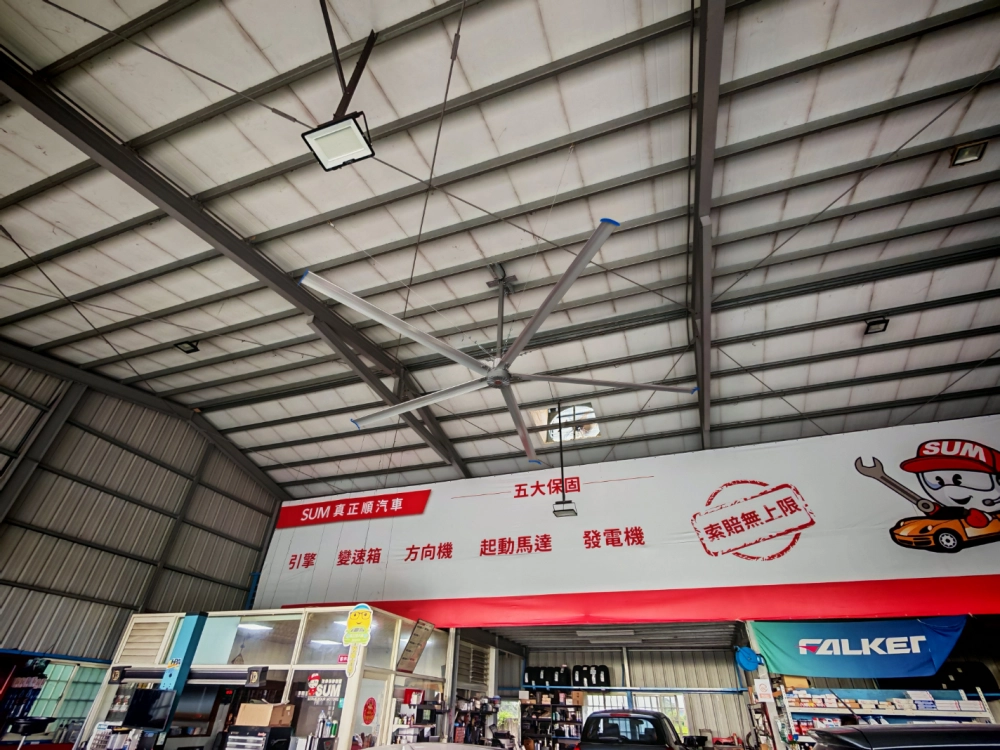 SUM 真正順汽車
五大保固
引擎 變速箱 方向機 起動馬達 發電機
索賠無上限
SUM
FALKET
SUM